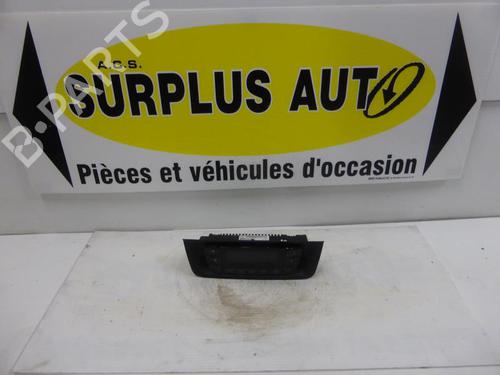 A.C.S.
SURPLUS AUTO
Pièces et véhicules d'occasion
B-PARTS